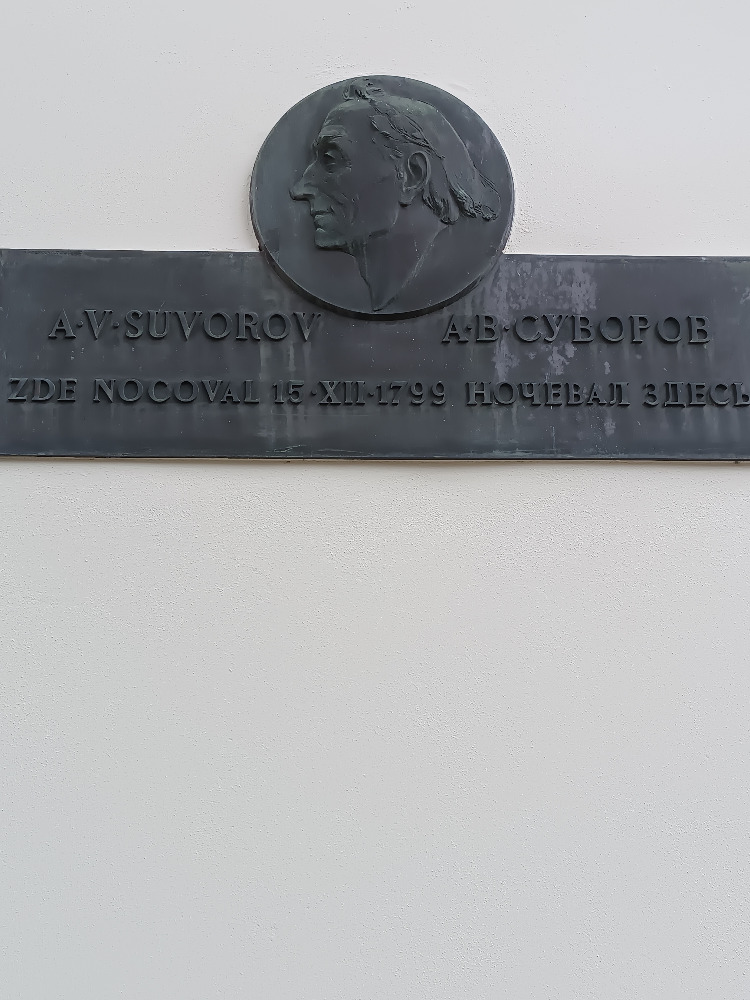 A·V·SUVOROV А·В·СУВОРОВ
ZDE NOCOVAL 15·XII·1799 НОЧЕВАЛ ЗДЕСЬ